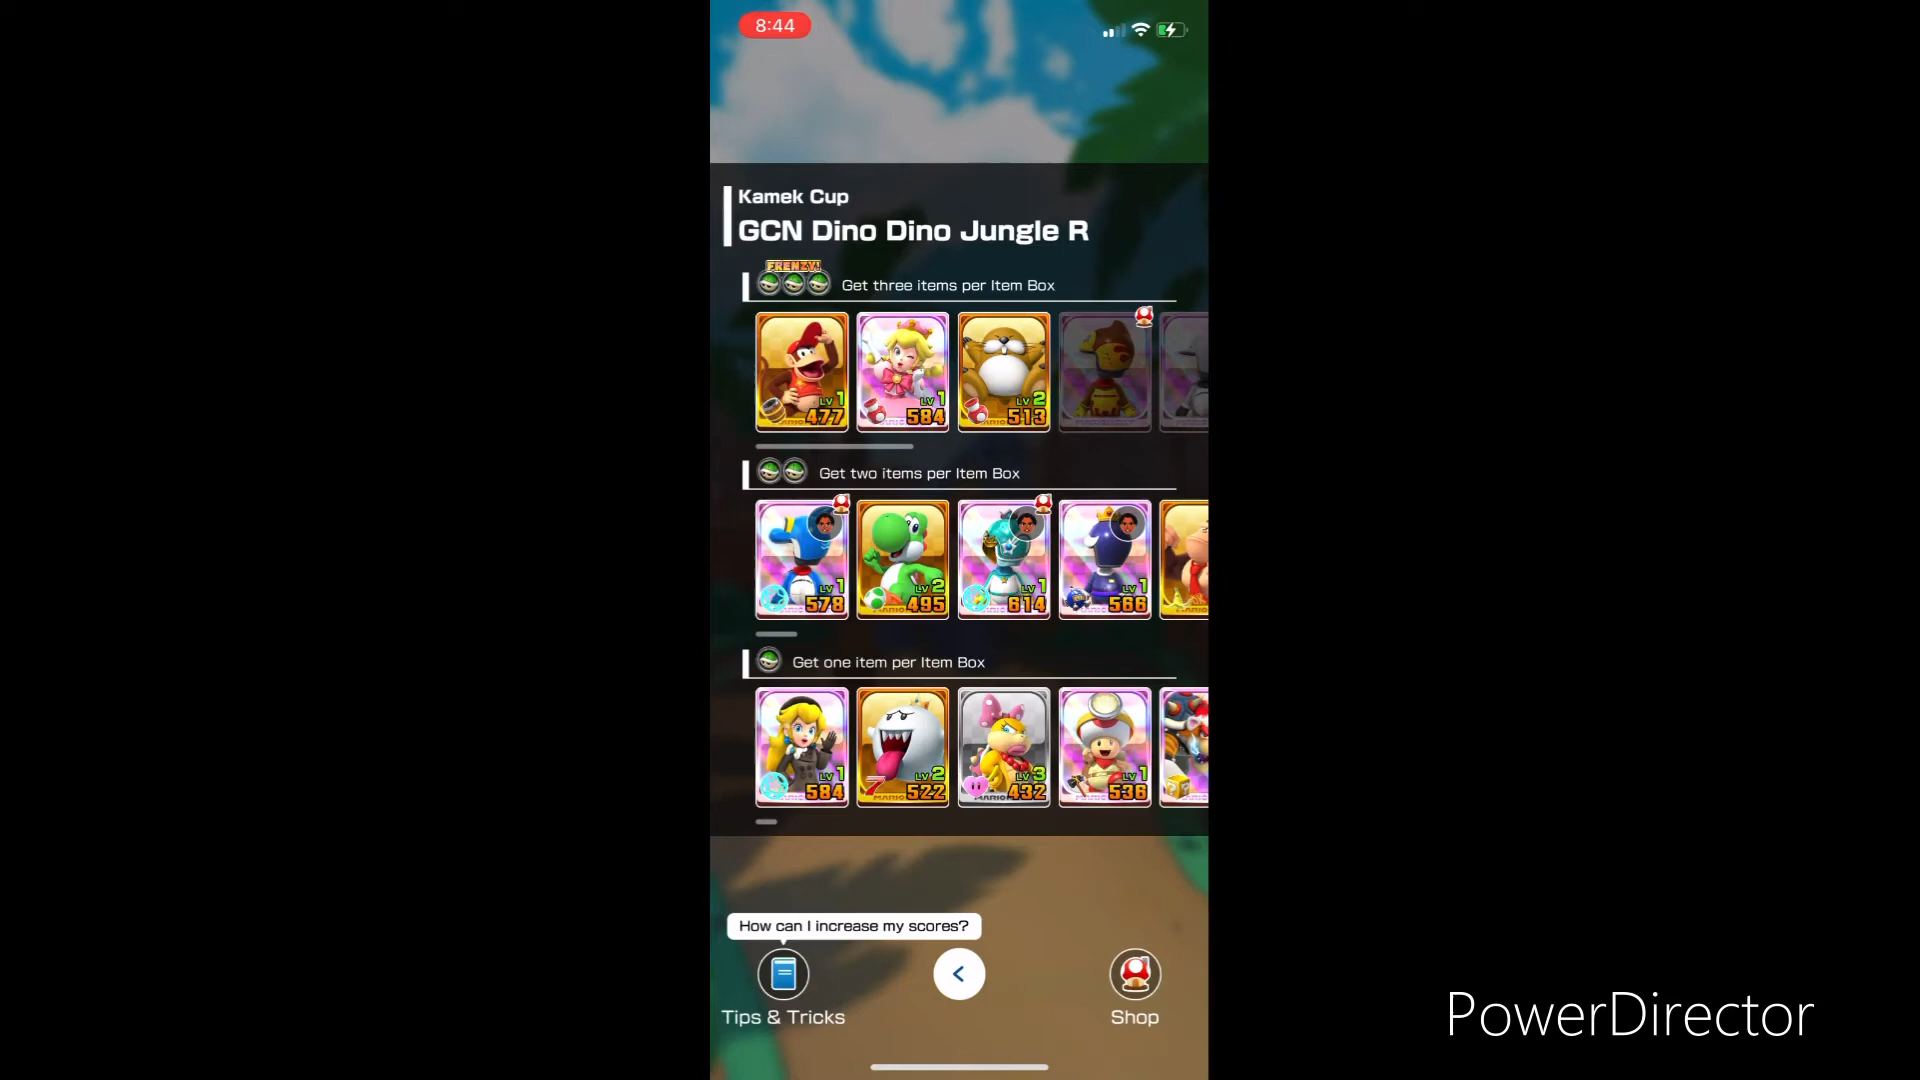 8:44
Kamek Cup
GCN Dino Dino Jungle R
FRENZY!
Get three items per Item Box
LV 1 LV 1 LV 2
477 584 513
Get two items per Item Box
LV 1 LV 2 LV 1 LV 1
578 495 614 566
Get one item per Item Box
LV 1 LV 2 LV 3 LV 1
584 522 432 536
How can I increase my scores?
<
Tips & Tricks
Shop
PowerDirector